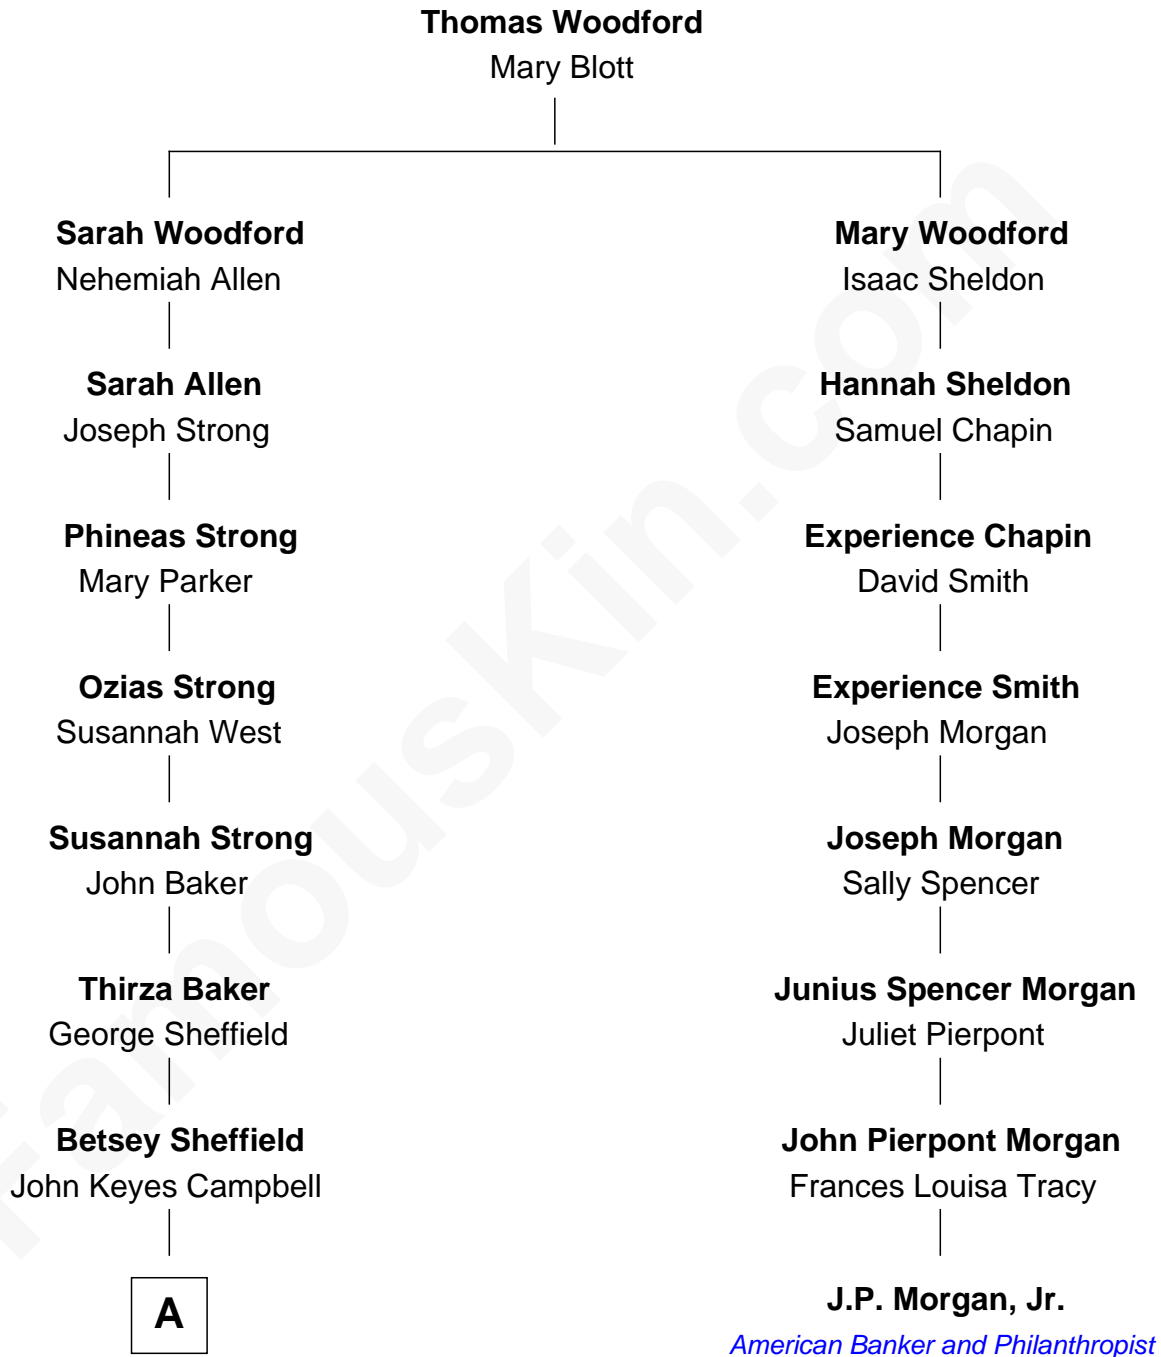 Thomas Woodford
Mary Blott
Sarah Woodford
Nehemiah Allen
Mary Woodford
Isaac Sheldon
Sarah Allen
Joseph Strong
Hannah Sheldon
Samuel Chapin
Phineas Strong
Mary Parker
Experience Chapin
David Smith
Ozias Strong
Susannah West
Experience Smith
Joseph Morgan
Susannah Strong
John Baker
Joseph Morgan
Sally Spencer
Thirza Baker
George Sheffield
Junius Spencer Morgan
Juliet Pierpont
Betsey Sheffield
John Keyes Campbell
John Pierpont Morgan
Frances Louisa Tracy
A
J.P. Morgan, Jr.
American Banker and Philanthropist
FamousKin.com